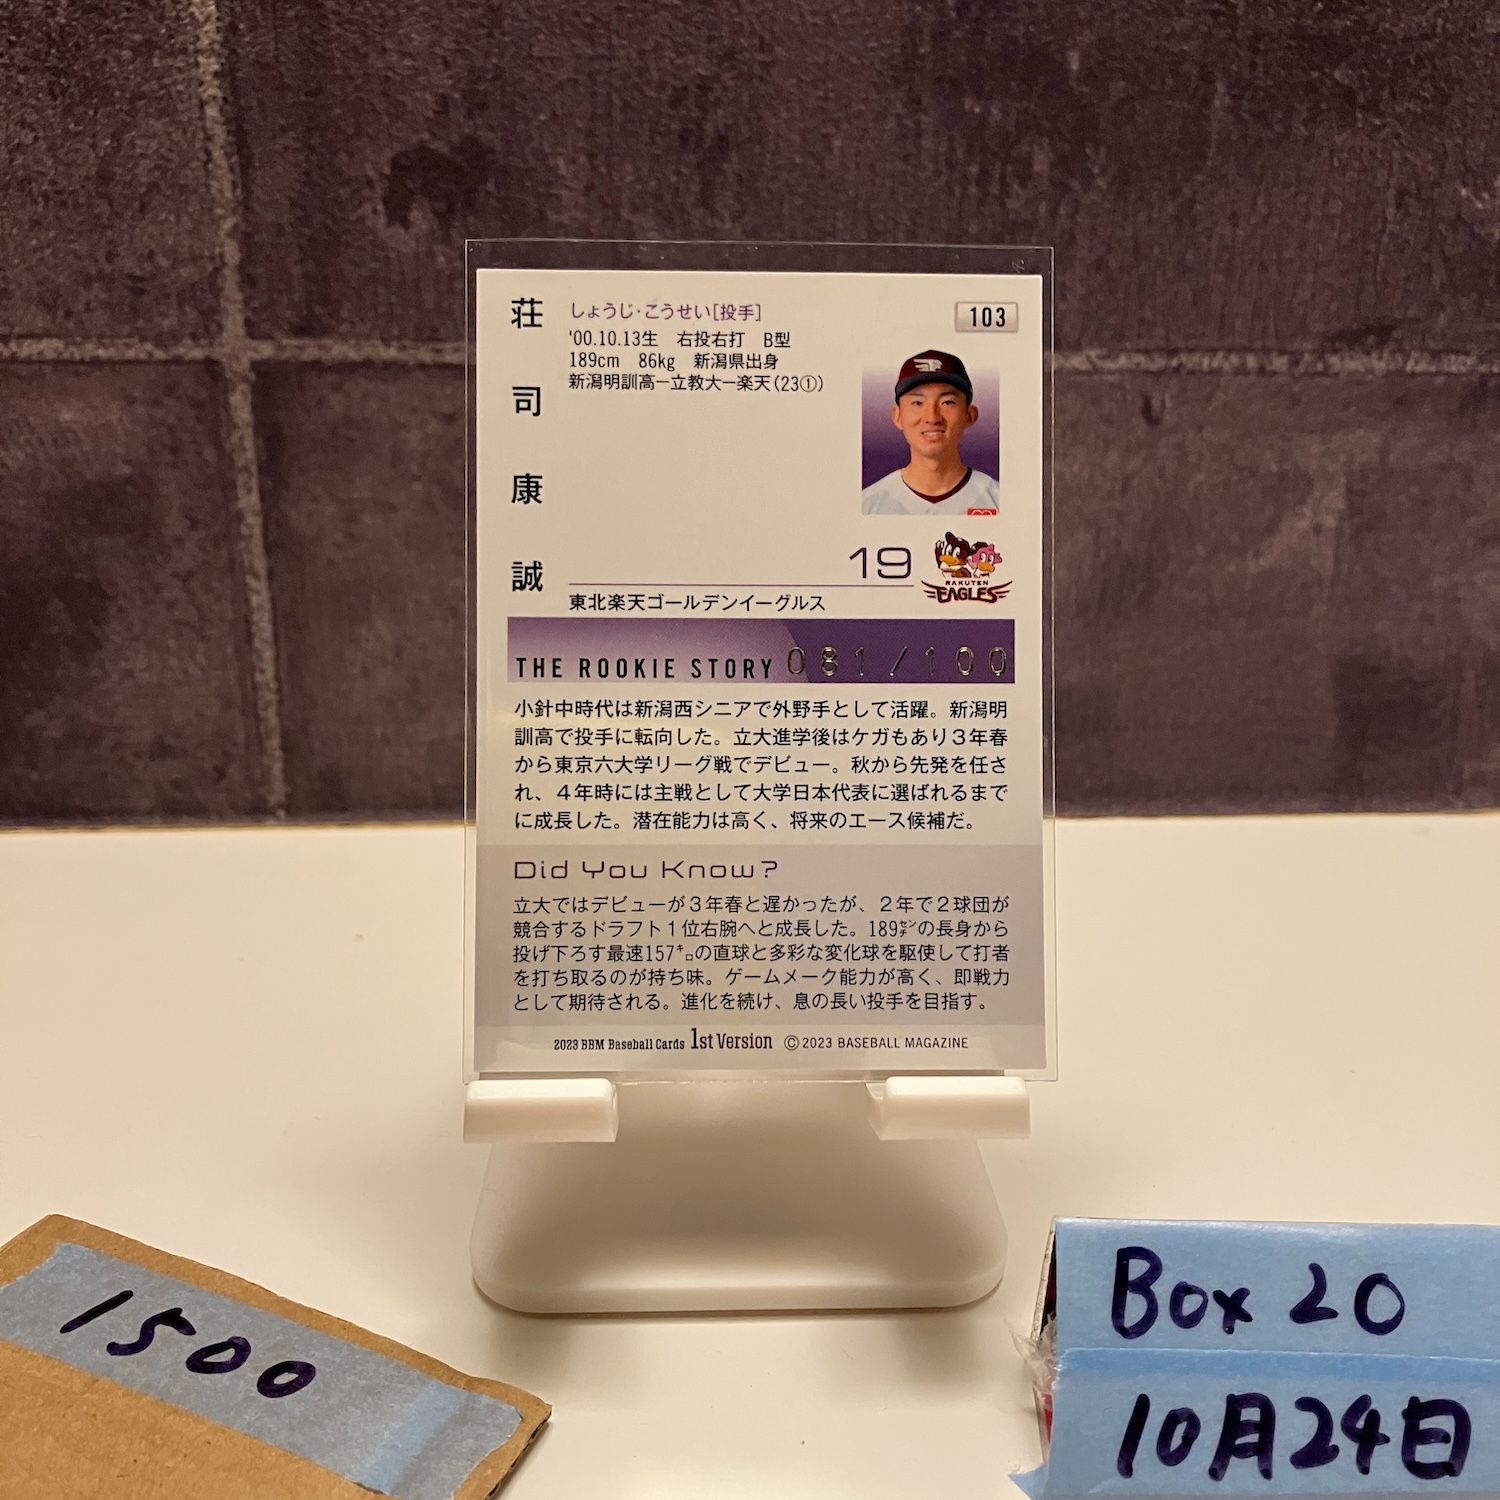 荘司康誠
しょうじ・こうせい[投手]
'00.10.13生 右投右打 B型
189cm 86kg 新潟県出身
新潟明訓高ー立教大ー楽天(23①)
103
19
RAKUTEN
EAGLES
東北楽天ゴールデンイーグルス
THE ROOKIE STORY 081/100
小針中時代は新潟西シニアで外野手として活躍。新潟明
訓高で投手に転向した。立大進学後はケガもあり3年春
から東京六大学リーグ戦でデビュー。秋から先発を任さ
れ、4年時には主戦として大学日本代表に選ばれるまで
に成長した。潜在能力は高く、将来のエース候補だ。
Did You Know?
立大ではデビューが3年春と遅かったが、2年で2球団が
競合するドラフト1位右腕へと成長した。189㌢の長身から
投げ下ろす最速157㌔の直球と多彩な変化球を駆使して打者
を打ち取るのが持ち味。ゲームメーク能力が高く、即戦力
として期待される。進化を続け、息の長い投手を目指す。
2023 BBM Baseball Cards 1st Version ©2023 BASEBALL MAGAZINE
1500
Box 20
10月24日